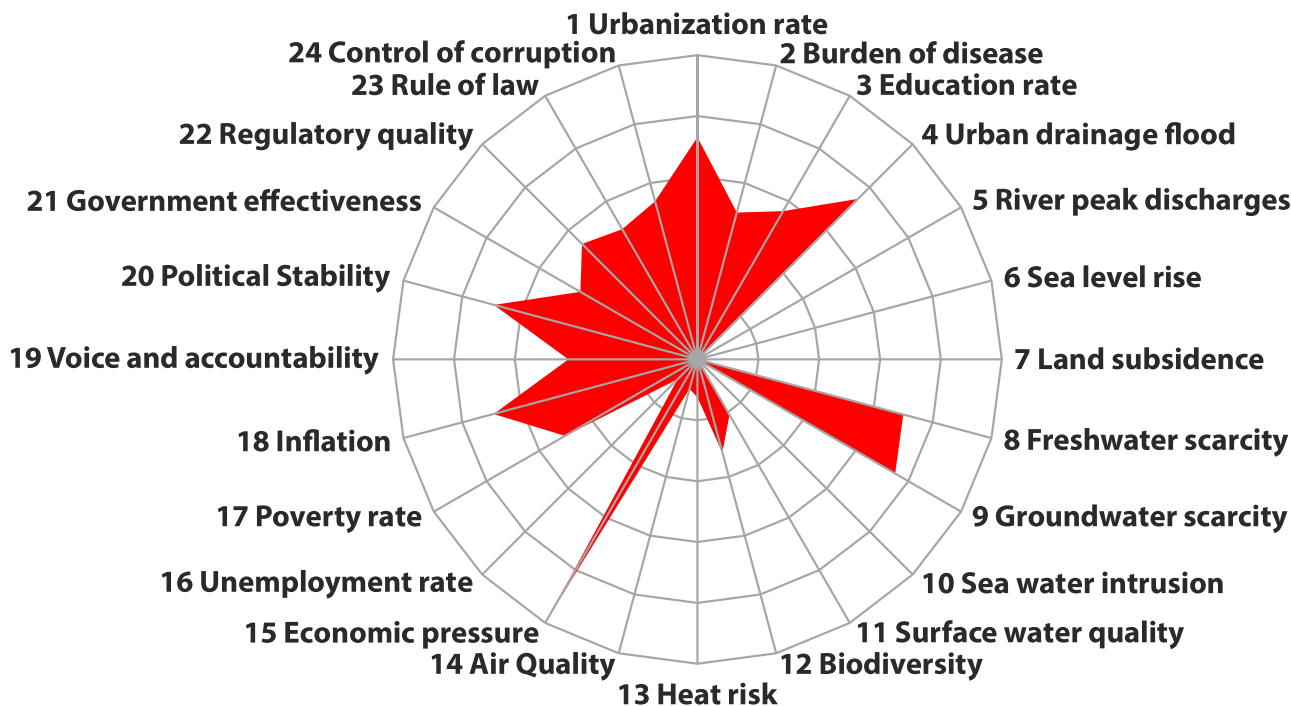 1 Urbanization rate
2 Burden of disease
3 Education rate
4 Urban drainage flood
5 River peak discharges
6 Sea level rise
7 Land subsidence
8 Freshwater scarcity
9 Groundwater scarcity
10 Sea water intrusion
11 Surface water quality
12 Biodiversity
13 Heat risk
14 Air Quality
15 Economic pressure
16 Unemployment rate
17 Poverty rate
18 Inflation
19 Voice and accountability
20 Political Stability
21 Government effectiveness
22 Regulatory quality
23 Rule of law
24 Control of corruption